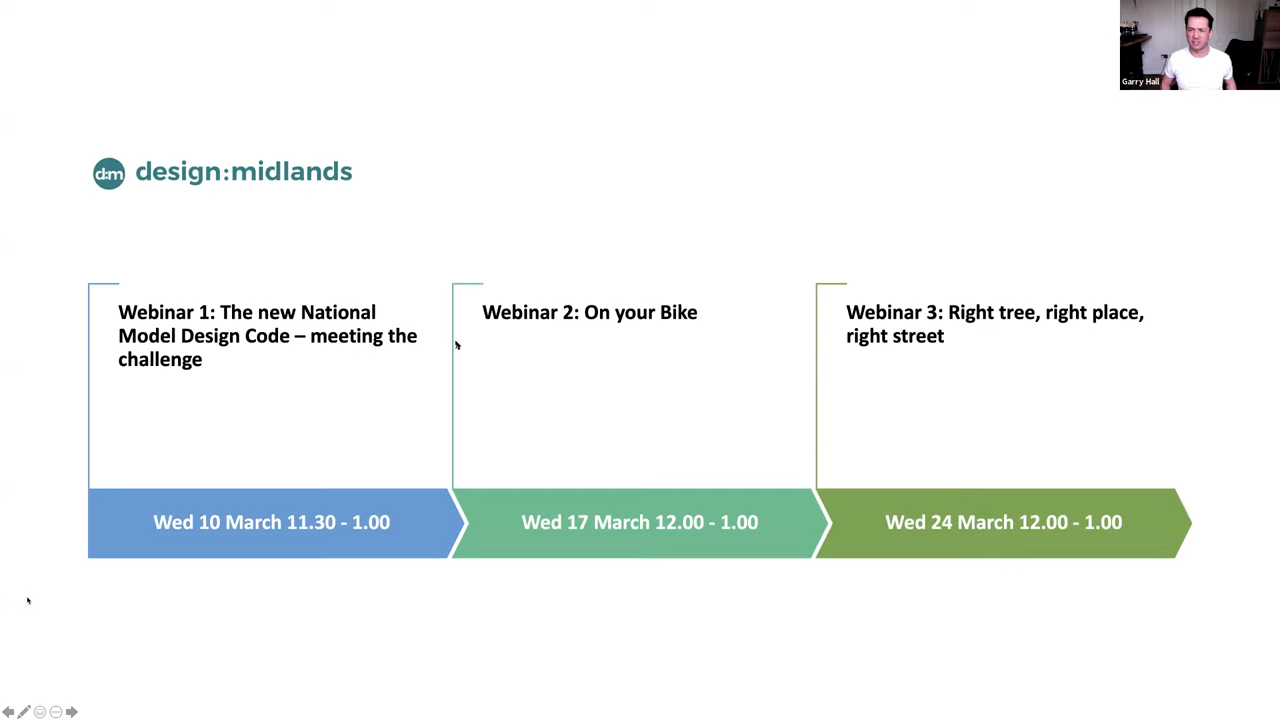 Garry Hall
d:m design:midlands
Webinar 1: The new National
Model Design Code – meeting the
challenge
Webinar 2: On your Bike
Webinar 3: Right tree, right place,
right street
Wed 10 March 11.30 - 1.00
Wed 17 March 12.00 - 1.00
Wed 24 March 12.00 - 1.00